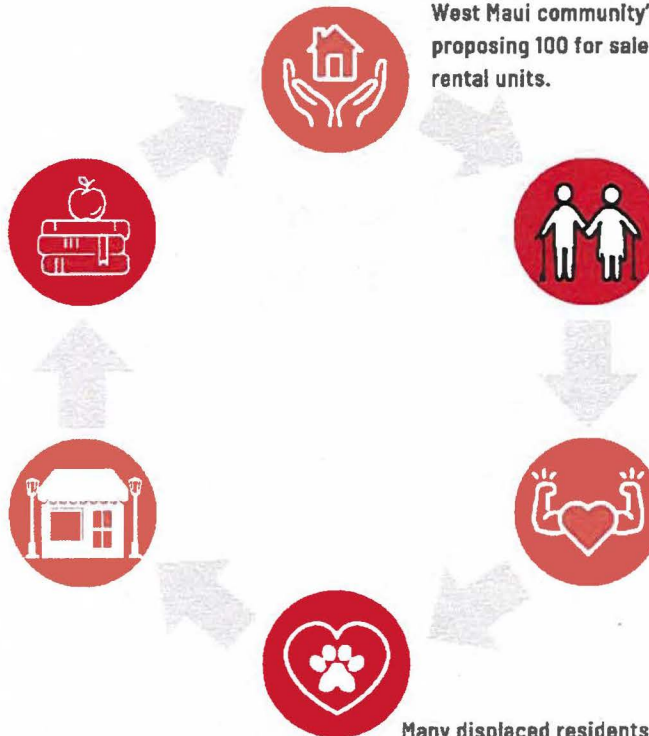 West Maui community'
proposing 100 for sale
rental units.
Many displaced residents